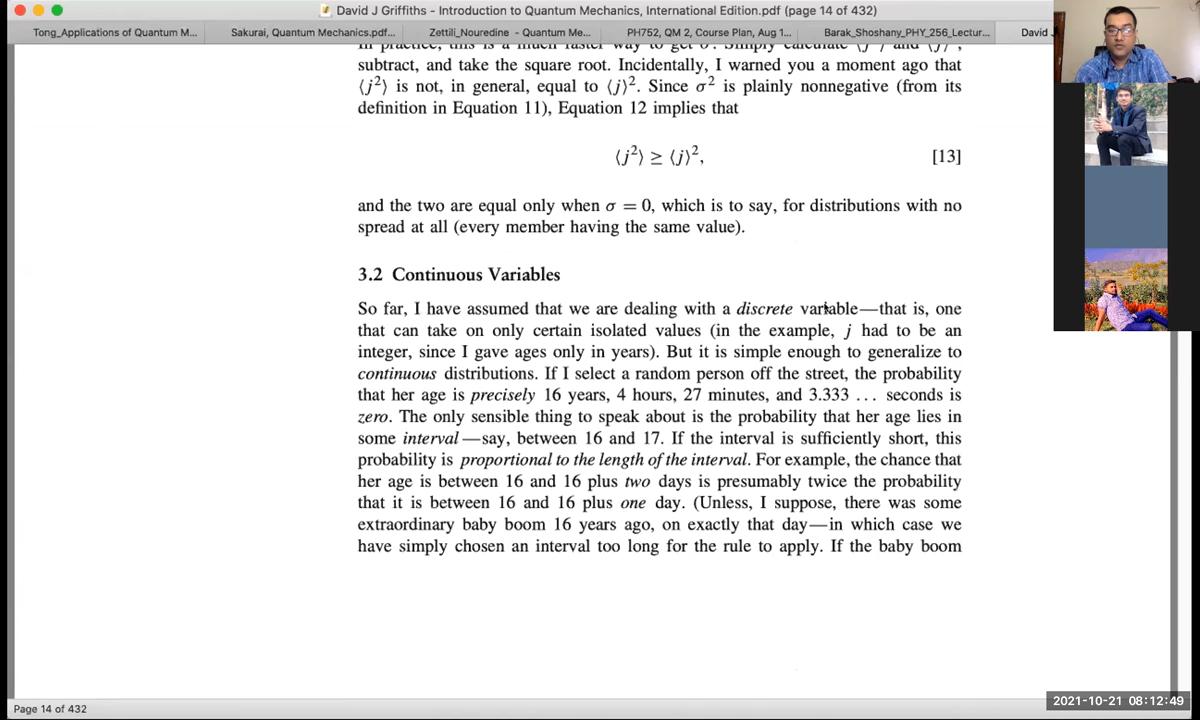 David J Griffiths - Introduction to Quantum Mechanics, International Edition.pdf (page 14 of 432)
Tong_Applications of Quantum M...
Sakurai, Quantum Mechanics.pdf...
Zettili_Nouredine - Quantum Me...
PH752, QM 2, Course Plan, Aug 1...
Barak_Shoshany_PHY_256_Lectur...
David
In practice, this is a much faster way to get σ: Simply calculate ⟨j²⟩ and ⟨j⟩²,
subtract, and take the square root. Incidentally, I warned you a moment ago that
⟨j²⟩ is not, in general, equal to ⟨j⟩². Since σ² is plainly nonnegative (from its
definition in Equation 11), Equation 12 implies that
⟨j²⟩ ≥ ⟨j⟩², [13]
and the two are equal only when σ = 0, which is to say, for distributions with no
spread at all (every member having the same value).
3.2 Continuous Variables
So far, I have assumed that we are dealing with a discrete variable—that is, one
that can take on only certain isolated values (in the example, j had to be an
integer, since I gave ages only in years). But it is simple enough to generalize to
continuous distributions. If I select a random person off the street, the probability
that her age is precisely 16 years, 4 hours, 27 minutes, and 3.333 ... seconds is
zero. The only sensible thing to speak about is the probability that her age lies in
some interval—say, between 16 and 17. If the interval is sufficiently short, this
probability is proportional to the length of the interval. For example, the chance that
her age is between 16 and 16 plus two days is presumably twice the probability
that it is between 16 and 16 plus one day. (Unless, I suppose, there was some
extraordinary baby boom 16 years ago, on exactly that day—in which case we
have simply chosen an interval too long for the rule to apply. If the baby boom
Page 14 of 432
2021-10-21 08:12:49